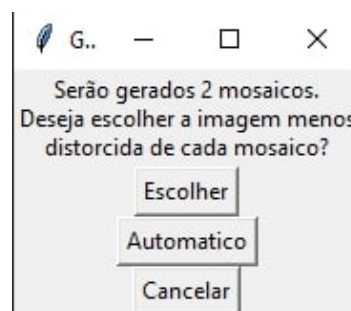 G..
Serão gerados 2 mosaicos.
Deseja escolher a imagem menos
distorcida de cada mosaico?
Escolher
Automatico
Cancelar